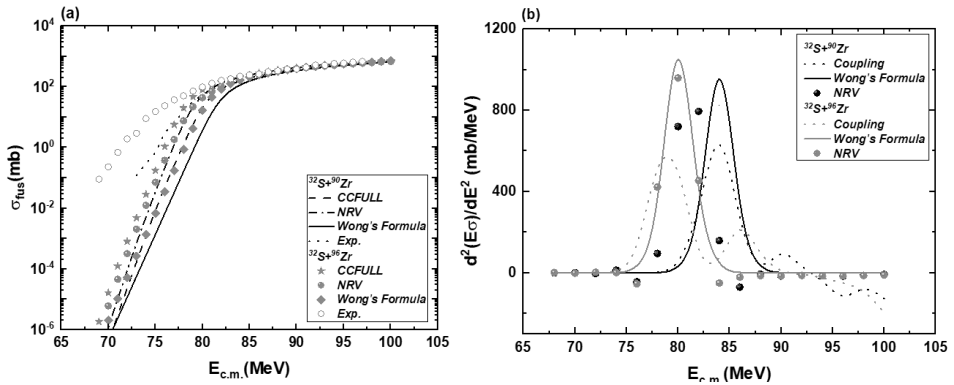 (a)
10^4
10^2
10^0
10^-2
10^-4
10^-6
σ_fus(mb)
^32S+^90Zr
CCFULL
NRV
Wong's Formula
Exp.
^32S+^96Zr
CCFULL
NRV
Wong's Formula
Exp.
65 70 75 80 85 90 95 100 105
E_c.m.(MeV)
(b)
1200
800
400
0
d^2(Eσ)/dE^2 (mb/MeV)
^32S+^90Zr
Coupling
Wong's Formula
NRV
^32S+^96Zr
Coupling
Wong's Formula
NRV
65 70 75 80 85 90 95 100 105
E_c.m.(MeV)